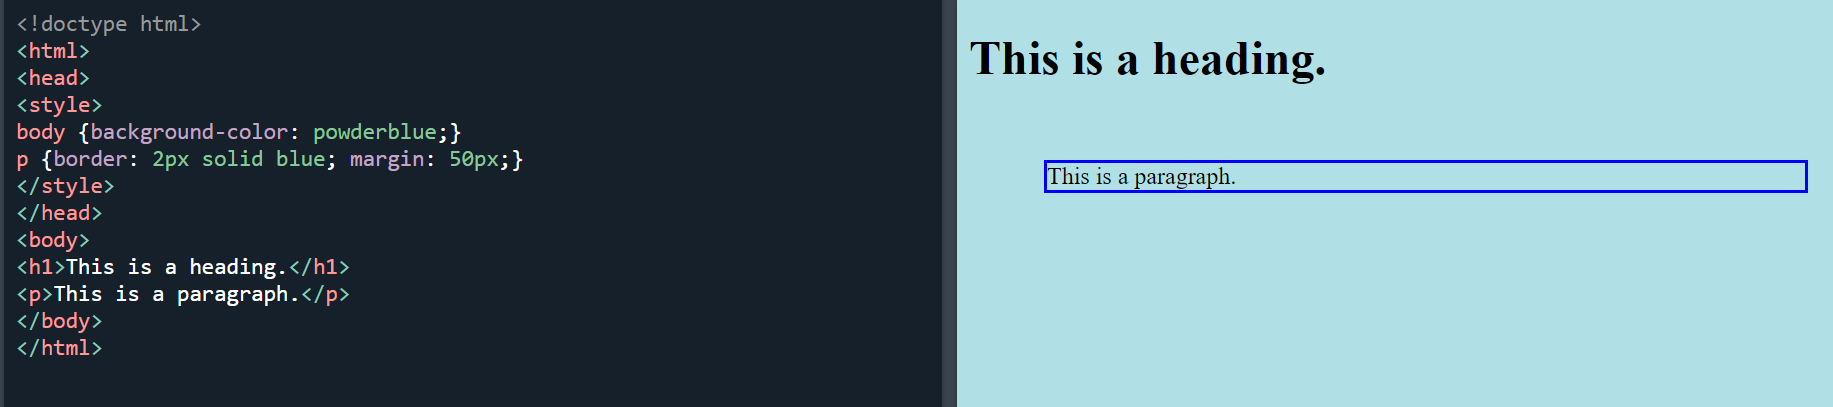 <!doctype html>
<html>
<head>
<style>
body {background-color: powderblue;}
p {border: 2px solid blue; margin: 50px;}
</style>
</head>
<body>
<h1>This is a heading.</h1>
<p>This is a paragraph.</p>
</body>
</html>
This is a heading.
This is a paragraph.